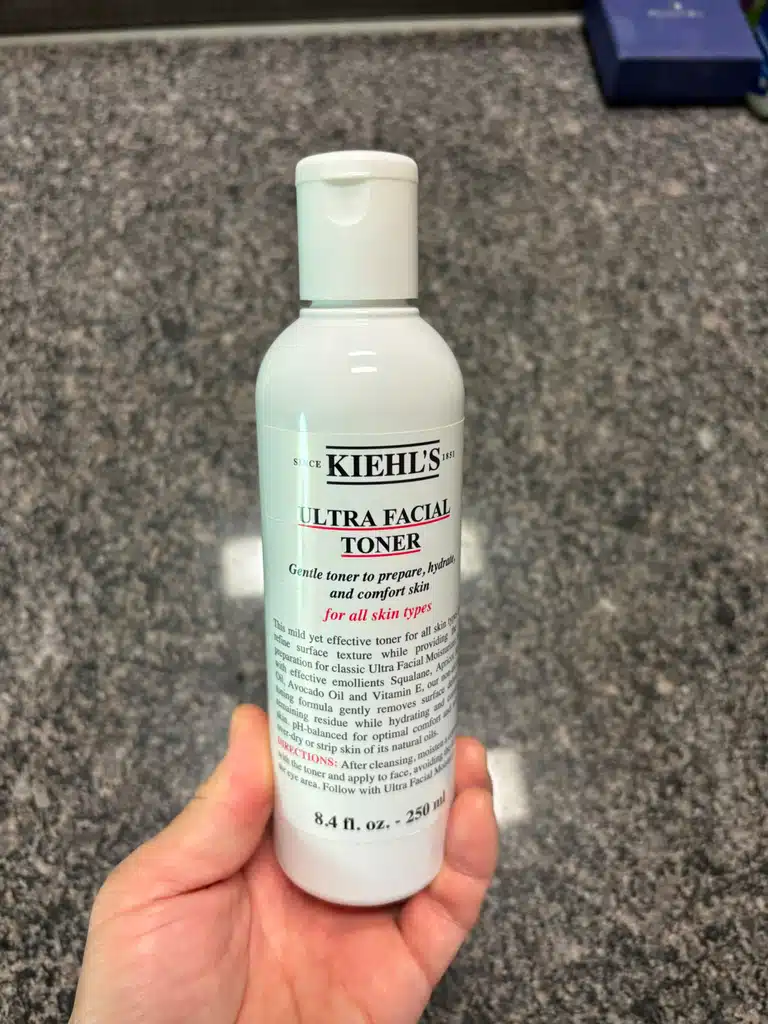 SINCE KIEHL'S 1851
ULTRA FACIAL
TONER
Gentle toner to prepare, hydrate,
and comfort skin
for all skin types
This mild yet effective toner for all skin types
refine surface texture while providing
preparation for classic Ultra Facial
with effective emollients Squalane,
Oil, Avocado Oil and Vitamin E, our
formula gently removes surface
remaining residue while hydrating and
skin. pH-balanced for optimal comfort and
over-dry or strip skin of its natural oils.
DIRECTIONS: After cleansing, moisten
with the toner and apply to face, avoiding
eye area. Follow with Ultra Facial
8.4 fl. oz. - 250 ml